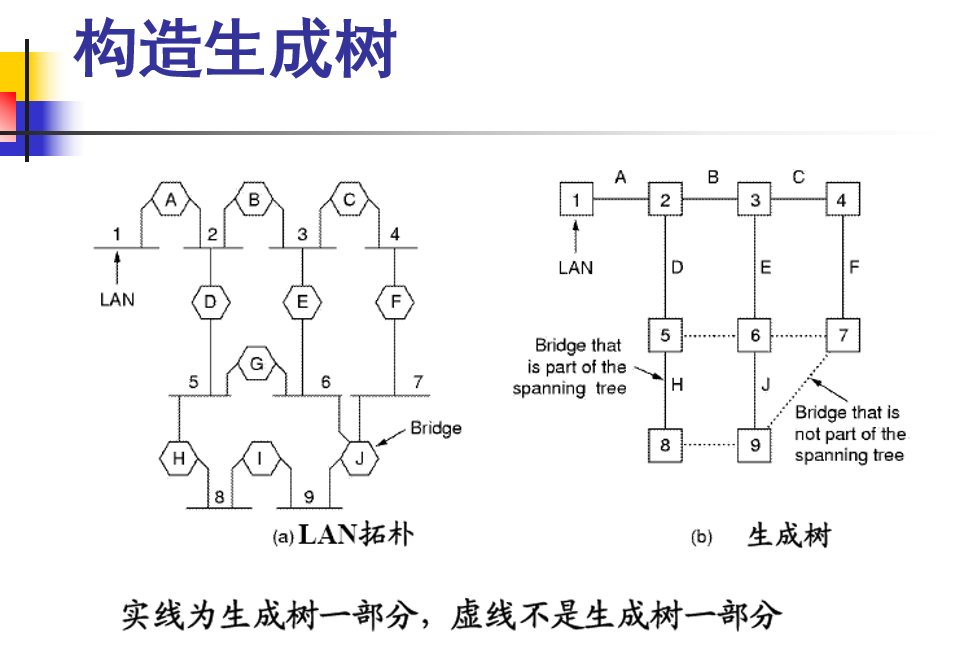 构造生成树
A B C
1 2 3 4
LAN
D E F
G
5 6 7
Bridge
H I J
8 9
(a) LAN拓朴
A B C
1 2 3 4
LAN
D E F
5 6 7
Bridge that
is part of the
spanning tree
H J
Bridge that is
not part of the
spanning tree
8 9
(b) 生成树
实线为生成树一部分，虚线不是生成树一部分